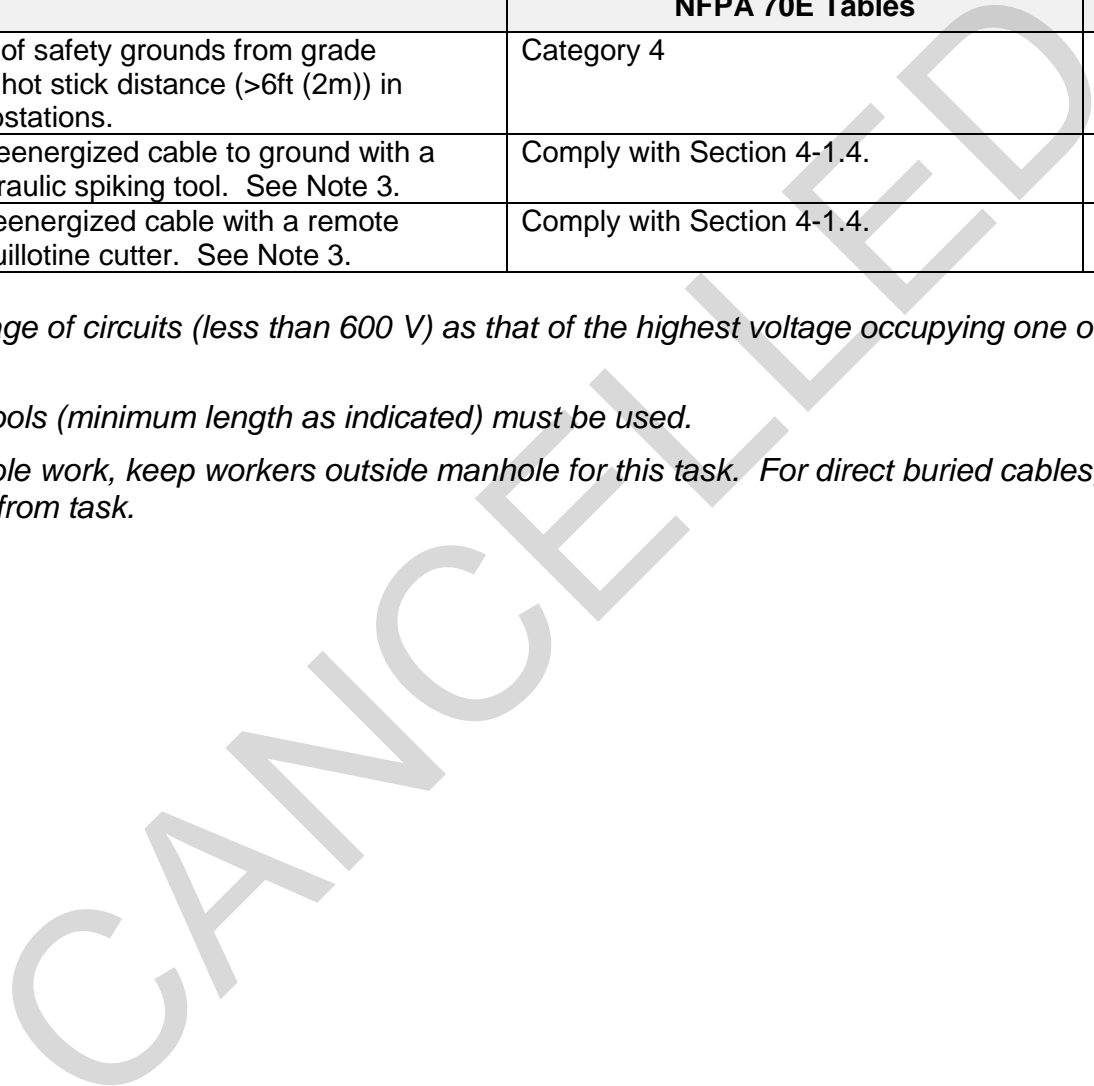 NFPA 70E Tables
of safety grounds from grade
hot stick distance (>6ft (2m)) in
ostations.
Category 4
eenergized cable to ground with a
raulic spiking tool. See Note 3.
Comply with Section 4-1.4.
eenergized cable with a remote
uillotine cutter. See Note 3.
Comply with Section 4-1.4.
age of circuits (less than 600 V) as that of the highest voltage occupying one o
ools (minimum length as indicated) must be used.
ole work, keep workers outside manhole for this task. For direct buried cables,
from task.
CANCELLED